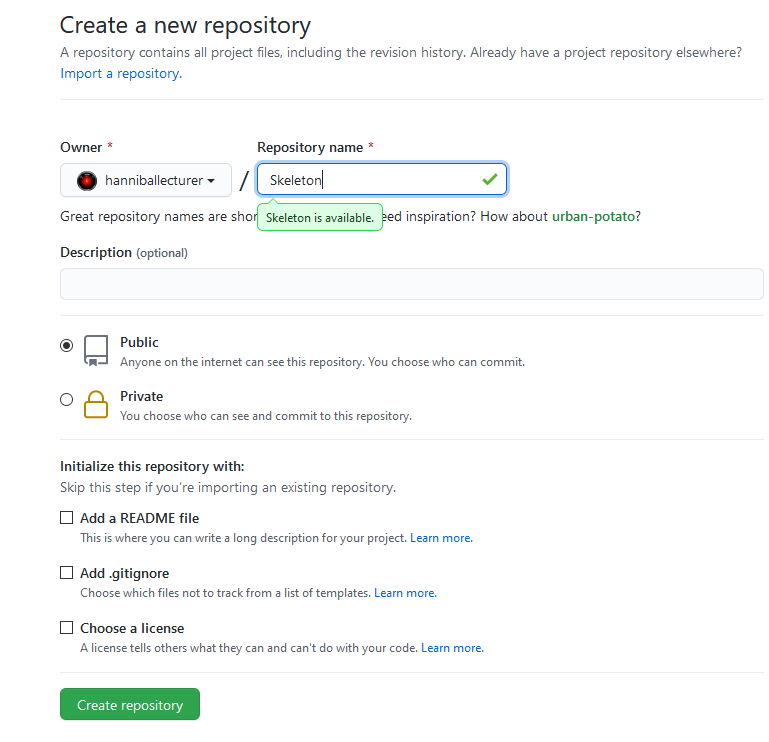 Create a new repository
A repository contains all project files, including the revision history. Already have a project repository elsewhere?
Import a repository.
Owner * Repository name *
hanniballecturer / Skeleton
Great repository names are shor eed inspiration? How about urban-potato?
Skeleton is available.
Description (optional)
Public
Anyone on the internet can see this repository. You choose who can commit.
Private
You choose who can see and commit to this repository.
Initialize this repository with:
Skip this step if you’re importing an existing repository.
Add a README file
This is where you can write a long description for your project. Learn more.
Add .gitignore
Choose which files not to track from a list of templates. Learn more.
Choose a license
A license tells others what they can and can't do with your code. Learn more.
Create repository